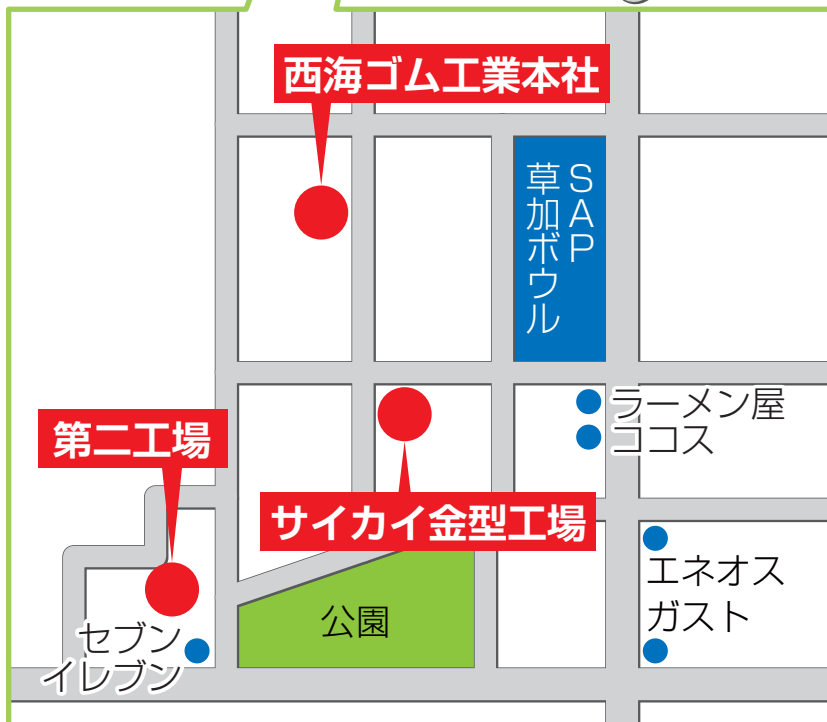 西海ゴム工業本社
SAP
草加ボウル
ラーメン屋
ココス
第二工場
サイカイ金型工場
エネオス
ガスト
公園
セブン
イレブン